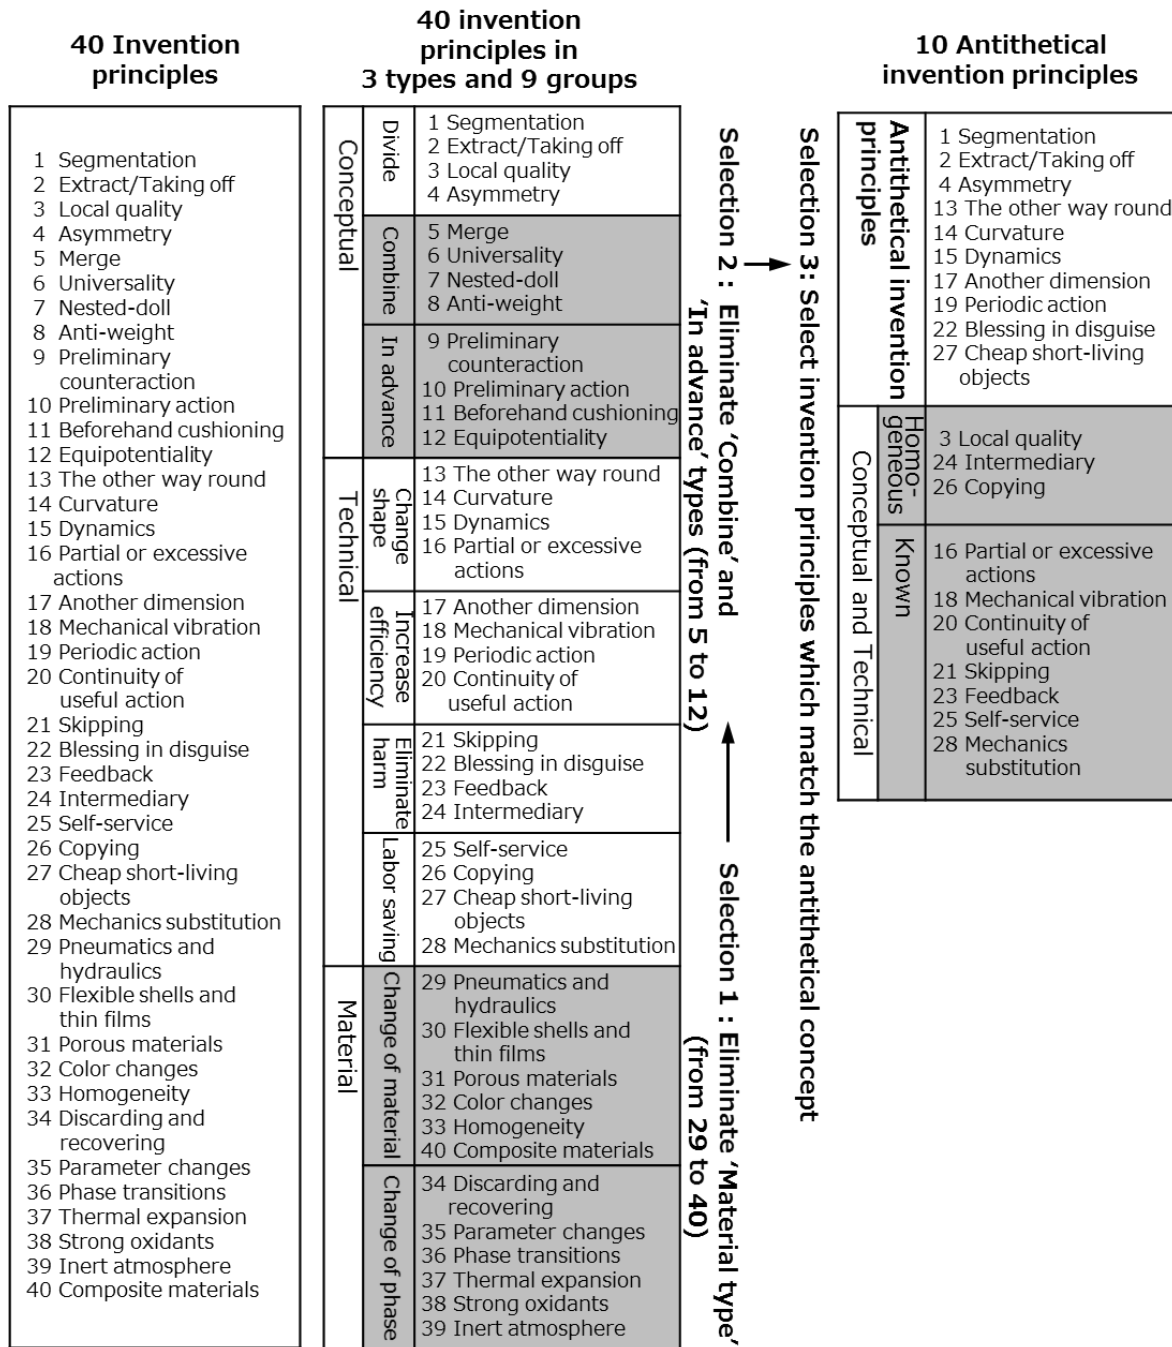 40 Invention
principles
1 Segmentation
2 Extract/Taking off
3 Local quality
4 Asymmetry
5 Merge
6 Universality
7 Nested-doll
8 Anti-weight
9 Preliminary
counteraction
10 Preliminary action
11 Beforehand cushioning
12 Equipotentiality
13 The other way round
14 Curvature
15 Dynamics
16 Partial or excessive
actions
17 Another dimension
18 Mechanical vibration
19 Periodic action
20 Continuity of
useful action
21 Skipping
22 Blessing in disguise
23 Feedback
24 Intermediary
25 Self-service
26 Copying
27 Cheap short-living
objects
28 Mechanics substitution
29 Pneumatics and
hydraulics
30 Flexible shells and
thin films
31 Porous materials
32 Color changes
33 Homogeneity
34 Discarding and
recovering
35 Parameter changes
36 Phase transitions
37 Thermal expansion
38 Strong oxidants
39 Inert atmosphere
40 Composite materials
40 invention
principles in
3 types and 9 groups
Conceptual
Divide
1 Segmentation
2 Extract/Taking off
3 Local quality
4 Asymmetry
Combine
5 Merge
6 Universality
7 Nested-doll
8 Anti-weight
In advance
9 Preliminary
counteraction
10 Preliminary action
11 Beforehand cushioning
12 Equipotentiality
Technical
Change
shape
13 The other way round
14 Curvature
15 Dynamics
16 Partial or excessive
actions
Increase
efficiency
17 Another dimension
18 Mechanical vibration
19 Periodic action
20 Continuity of
useful action
Eliminate
harm
21 Skipping
22 Blessing in disguise
23 Feedback
24 Intermediary
Labor saving
25 Self-service
26 Copying
27 Cheap short-living
objects
28 Mechanics substitution
Material
Change of material
29 Pneumatics and
hydraulics
30 Flexible shells and
thin films
31 Porous materials
32 Color changes
33 Homogeneity
40 Composite materials
Change of phase
34 Discarding and
recovering
35 Parameter changes
36 Phase transitions
37 Thermal expansion
38 Strong oxidants
39 Inert atmosphere
Selection 1 : Eliminate 'Material type'
(from 29 to 40)
Selection 2 : Eliminate 'Combine' and
'In advance' types (from 5 to 12)
Selection 3: Select invention principles which match the antithetical concept
10 Antithetical
invention principles
Antithetical invention
principles
1 Segmentation
2 Extract/Taking off
4 Asymmetry
13 The other way round
14 Curvature
15 Dynamics
17 Another dimension
19 Periodic action
22 Blessing in disguise
27 Cheap short-living
objects
Conceptual and Technical
Homo-
geneous
3 Local quality
24 Intermediary
26 Copying
Known
16 Partial or excessive
actions
18 Mechanical vibration
20 Continuity of
useful action
21 Skipping
23 Feedback
25 Self-service
28 Mechanics
substitution